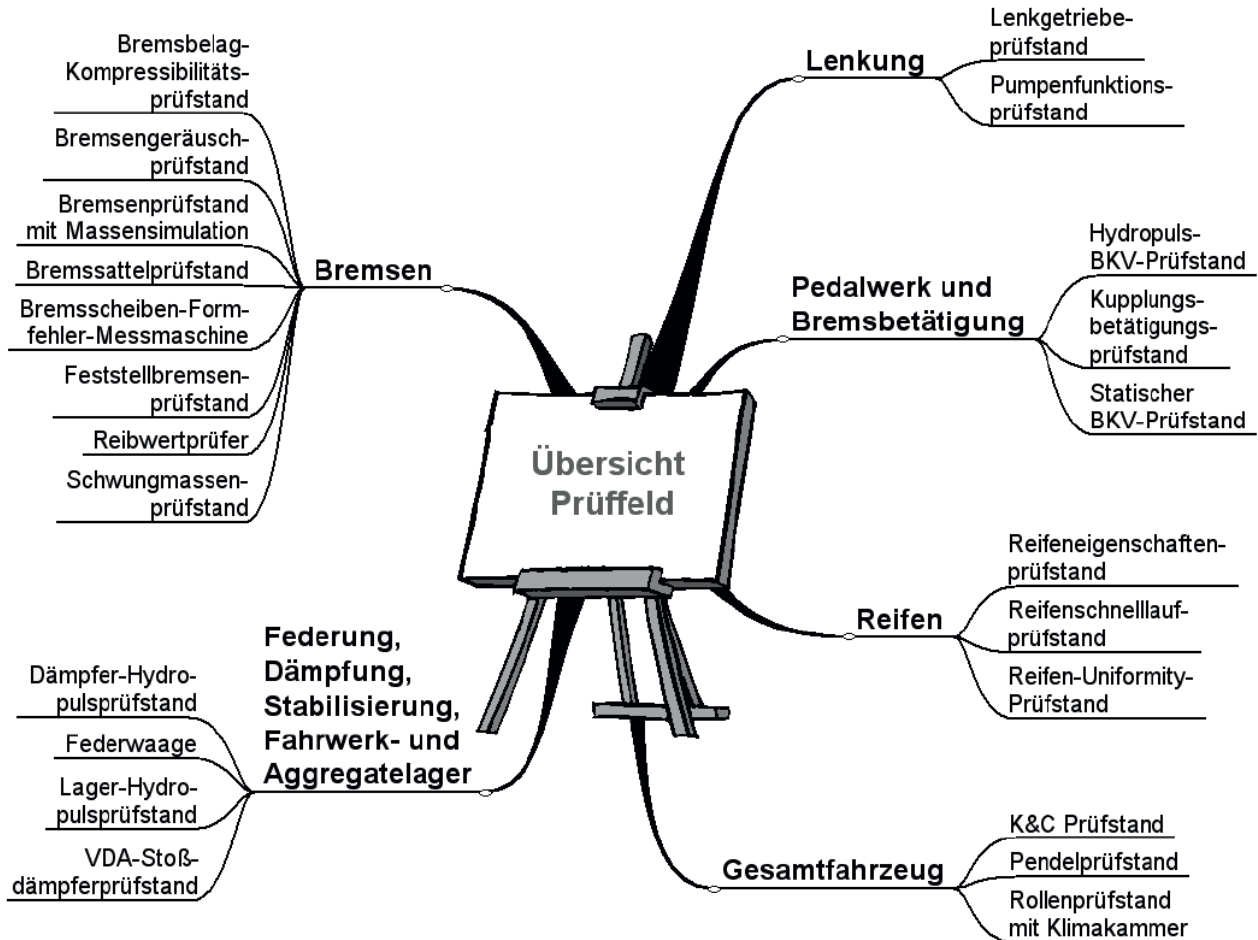 Übersicht
Prüffeld
Bremsen
Bremsbelag-
Kompressibilitäts-
prüfstand
Bremsengeräusch-
prüfstand
Bremsenprüfstand
mit Massensimulation
Bremssattelprüfstand
Bremsscheiben-Form-
fehler-Messmaschine
Feststellbremsen-
prüfstand
Reibwertprüfer
Schwungmassen-
prüfstand
Federung,
Dämpfung,
Stabilisierung,
Fahrwerk- und
Aggregatelager
Dämpfer-Hydro-
pulsprüfstand
Federwaage
Lager-Hydro-
pulsprüfstand
VDA-Stoß-
dämpferprüfstand
Lenkung
Lenkgetriebe-
prüfstand
Pumpenfunktions-
prüfstand
Pedalwerk und
Bremsbetätigung
Hydropuls-
BKV-Prüfstand
Kupplungs-
betätigungs-
prüfstand
Statischer
BKV-Prüfstand
Reifen
Reifeneigenschaften-
prüfstand
Reifenschnelllauf-
prüfstand
Reifen-Uniformity-
Prüfstand
Gesamtfahrzeug
K&C Prüfstand
Pendelprüfstand
Rollenprüfstand
mit Klimakammer